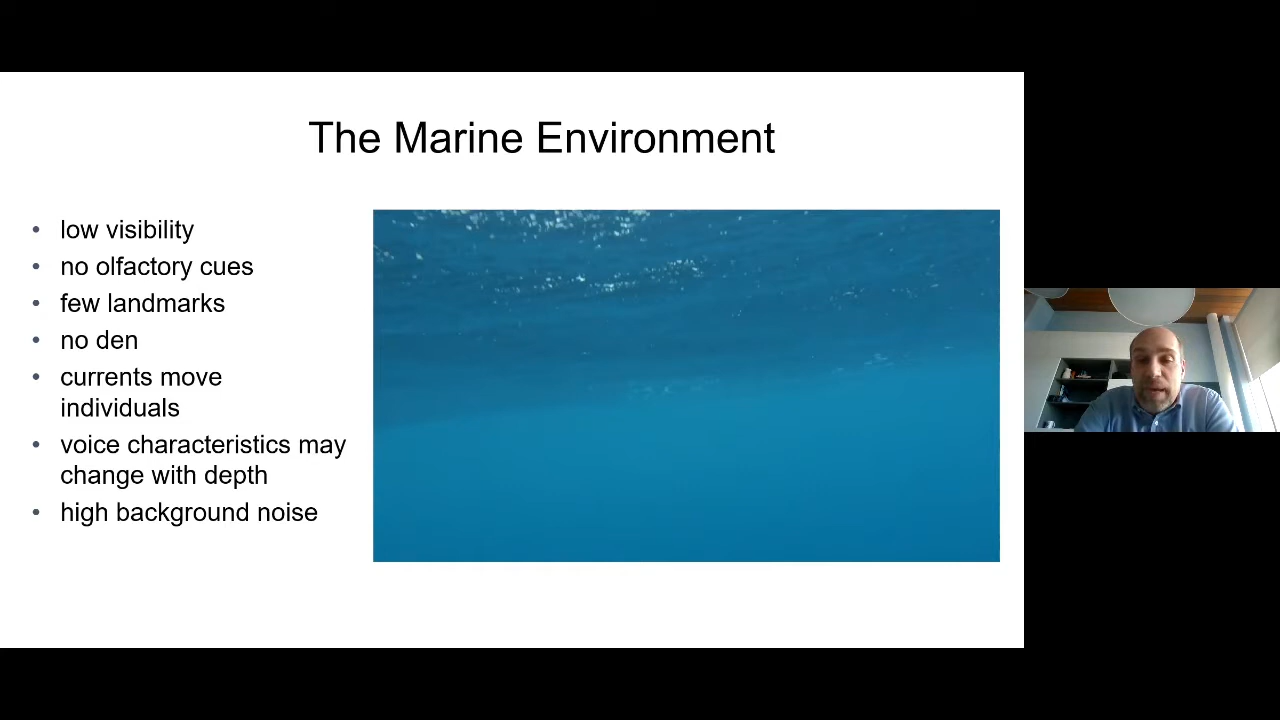 The Marine Environment
• low visibility
• no olfactory cues
• few landmarks
• no den
• currents move
individuals
• voice characteristics may
change with depth
• high background noise